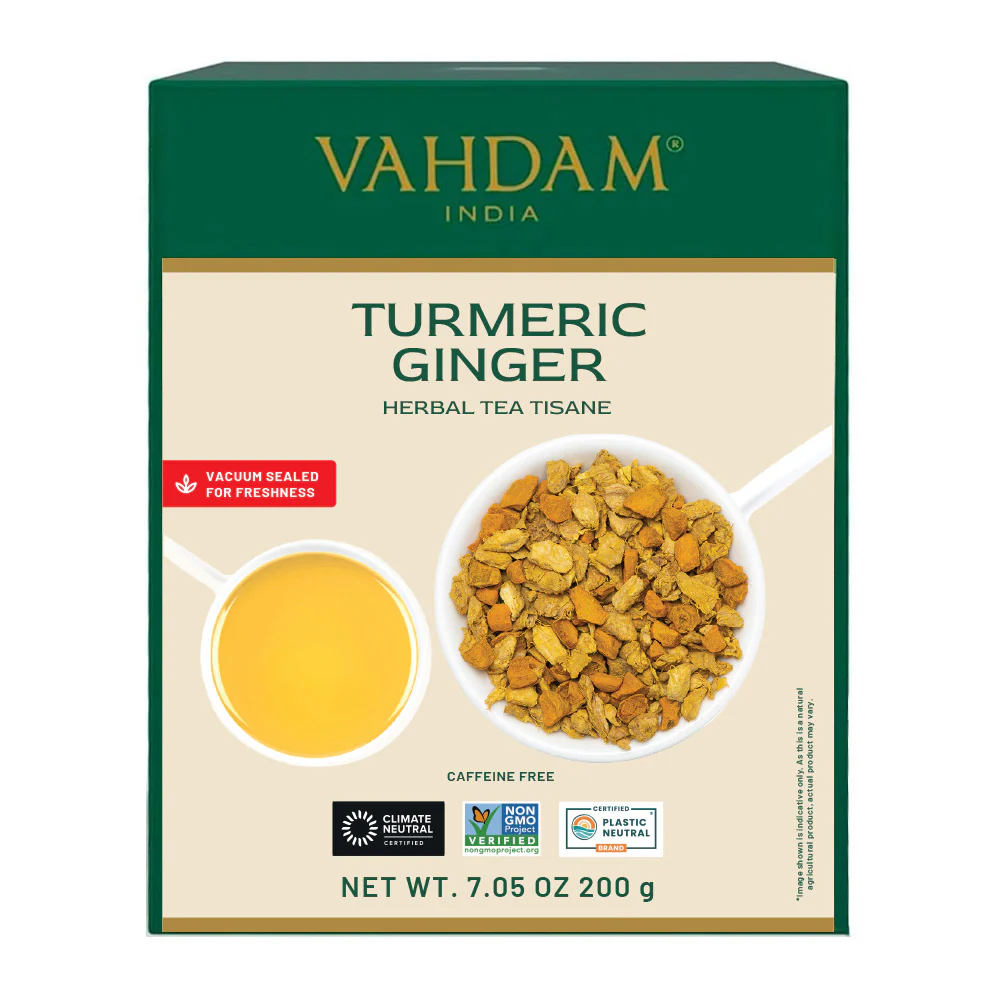 VAHDAM®
INDIA
TURMERIC
GINGER
HERBAL TEA TISANE
VACUUM SEALED
FOR FRESHNESS
CAFFEINE FREE
CLIMATE
NEUTRAL
CERTIFIED
NON
GMO
Project
VERIFIED
nongmoproject.org
CERTIFIED
PLASTIC
NEUTRAL
BRAND
NET WT. 7.05 OZ 200 g
*Image shown is indicative only. As this is a natural
agricultural product, actual product may vary.